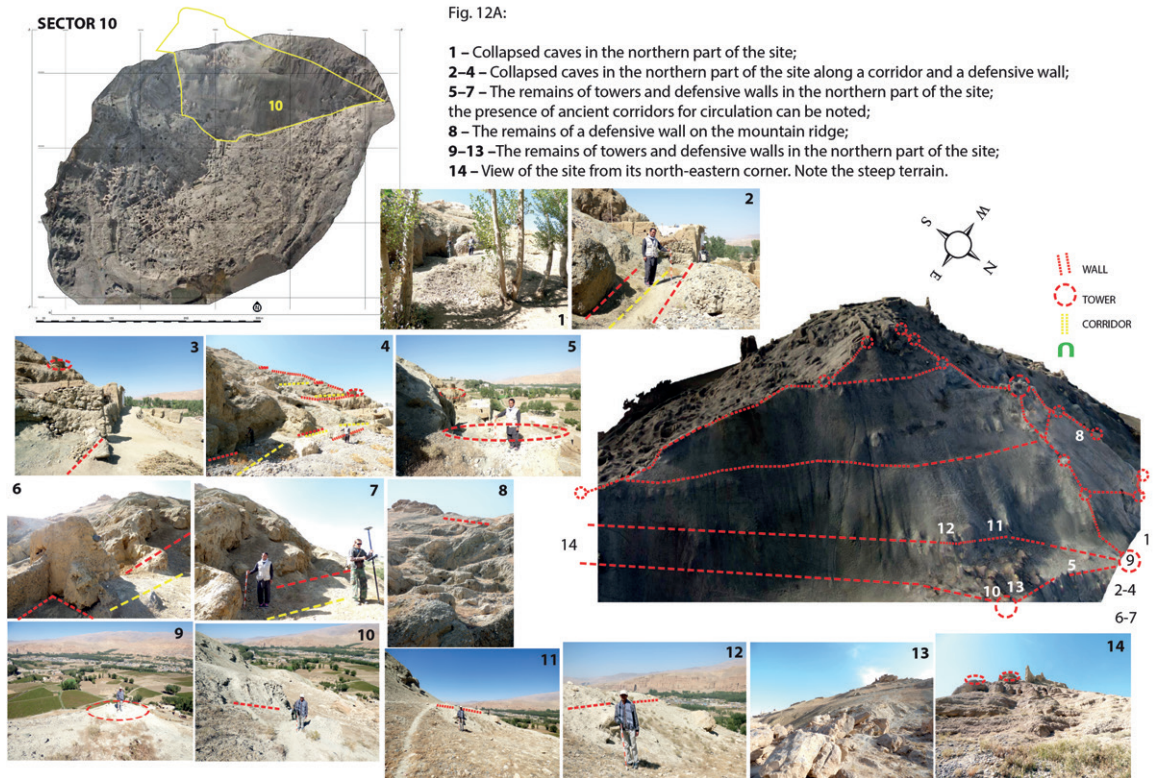 SECTOR 10
10
Fig. 12A:
1 – Collapsed caves in the northern part of the site;
2–4 – Collapsed caves in the northern part of the site along a corridor and a defensive wall;
5–7 – The remains of towers and defensive walls in the northern part of the site;
the presence of ancient corridors for circulation can be noted;
8 – The remains of a defensive wall on the mountain ridge;
9–13 –The remains of towers and defensive walls in the northern part of the site;
14 – View of the site from its north-eastern corner. Note the steep terrain.
1
2
S
W
E
N
WALL
TOWER
CORRIDOR
3
4
5
8
12
11
14
1
9
5
10
13
2–4
6–7
6
7
8
9
10
11
12
13
14